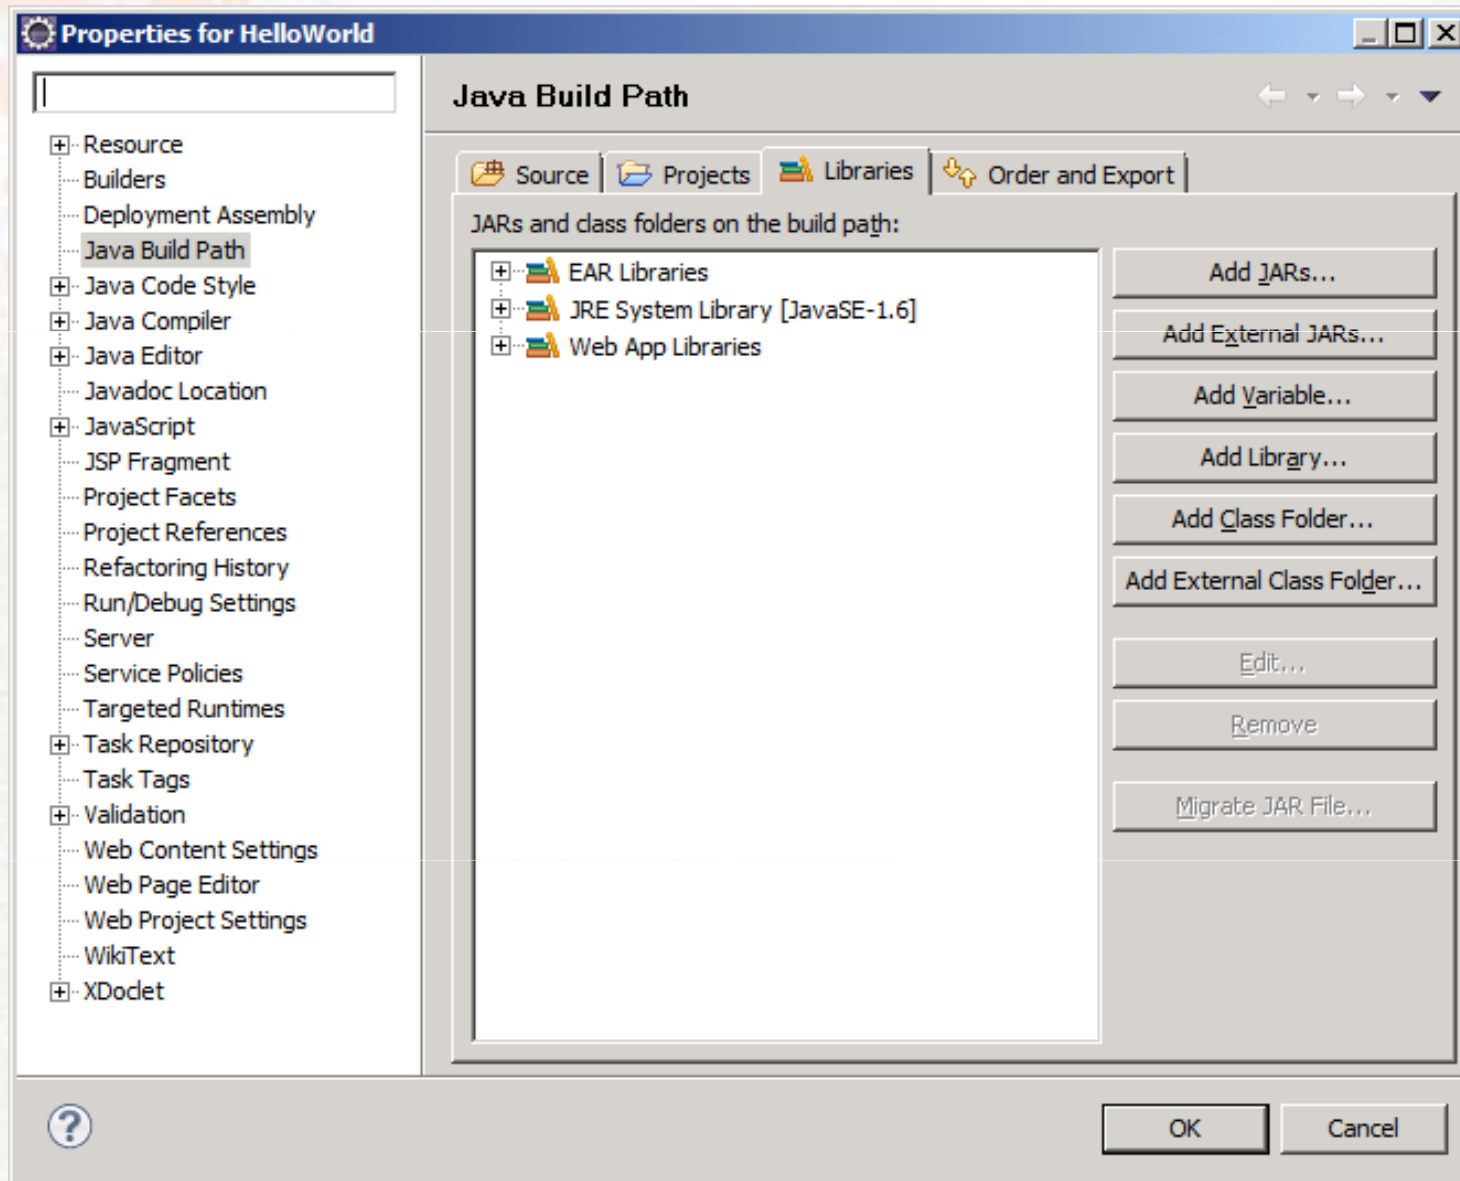 Properties for HelloWorld
Java Build Path
Resource
Builders
Deployment Assembly
Java Build Path
Java Code Style
Java Compiler
Java Editor
Javadoc Location
JavaScript
JSP Fragment
Project Facets
Project References
Refactoring History
Run/Debug Settings
Server
Service Policies
Targeted Runtimes
Task Repository
Task Tags
Validation
Web Content Settings
Web Page Editor
Web Project Settings
WikiText
XDoclet
Source Projects Libraries Order and Export
JARs and class folders on the build path:
EAR Libraries
JRE System Library [JavaSE-1.6]
Web App Libraries
Add JARs...
Add External JARs...
Add Variable...
Add Library...
Add Class Folder...
Add External Class Folder...
Edit...
Remove
Migrate JAR File...
OK Cancel